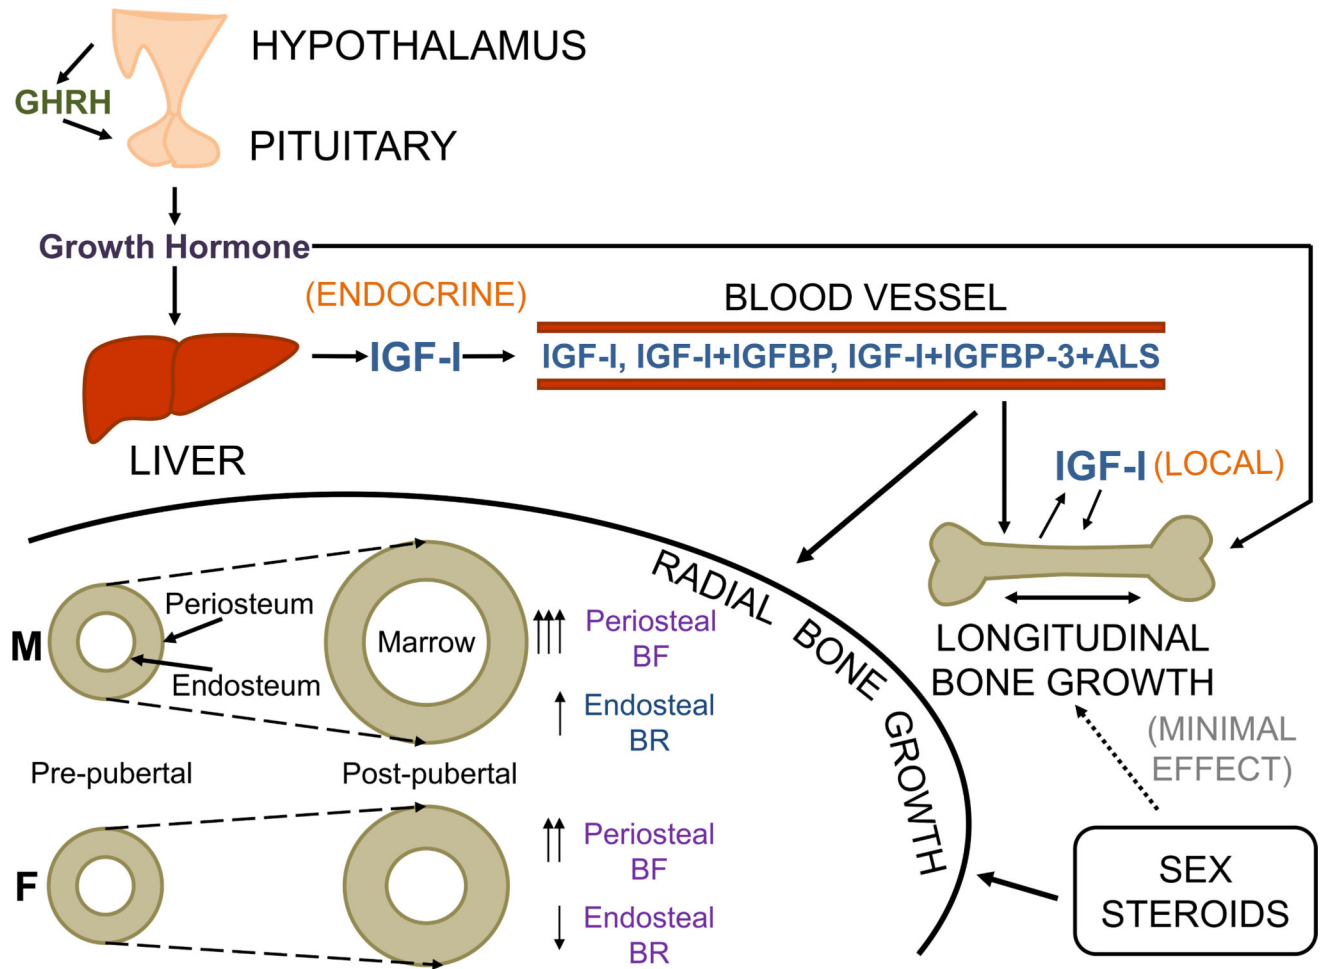 HYPOTHALAMUS
GHRH
PITUITARY
Growth Hormone
(ENDOCRINE)
BLOOD VESSEL
IGF-I
IGF-I, IGF-I+IGFBP, IGF-I+IGFBP-3+ALS
LIVER
IGF-I (LOCAL)
RADIAL BONE GROWTH
LONGITUDINAL
BONE GROWTH
(MINIMAL
EFFECT)
SEX
STEROIDS
M
Periosteum
Endosteum
Marrow
Periosteal
BF
Endosteal
BR
Pre-pubertal
Post-pubertal
F
Periosteal
BF
Endosteal
BR